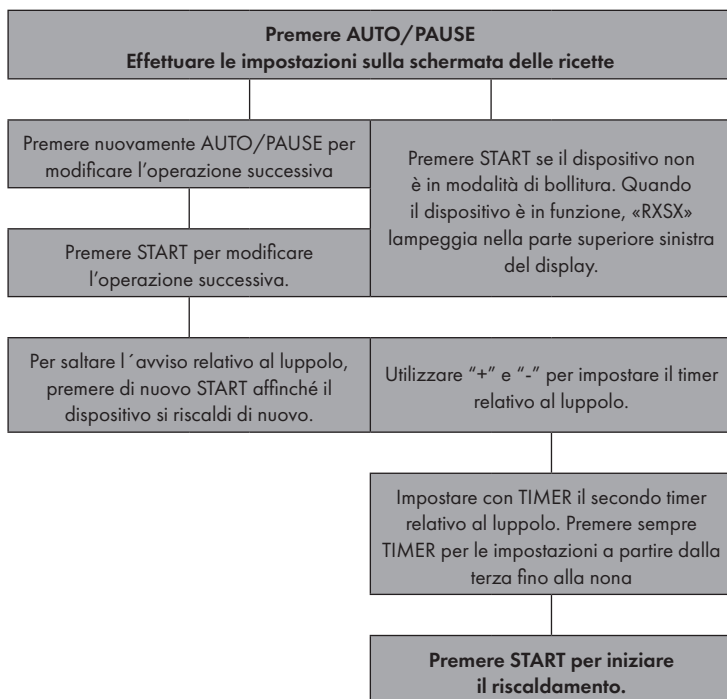 Premere AUTO/PAUSE
Effettuare le impostazioni sulla schermata delle ricette
Premere nuovamente AUTO/PAUSE per
modificare l'operazione successiva
Premere START se il dispositivo non
è in modalità di bollitura. Quando
il dispositivo è in funzione, «RXSX»
lampeggia nella parte superiore sinistra
del display.
Premere START per modificare
l'operazione successiva.
Per saltare l´avviso relativo al luppolo,
premere di nuovo START affinché il
dispositivo si riscaldi di nuovo.
Utilizzare “+” e “-” per impostare il timer
relativo al luppolo.
Impostare con TIMER il secondo timer
relativo al luppolo. Premere sempre
TIMER per le impostazioni a partire dalla
terza fino alla nona
Premere START per iniziare
il riscaldamento.